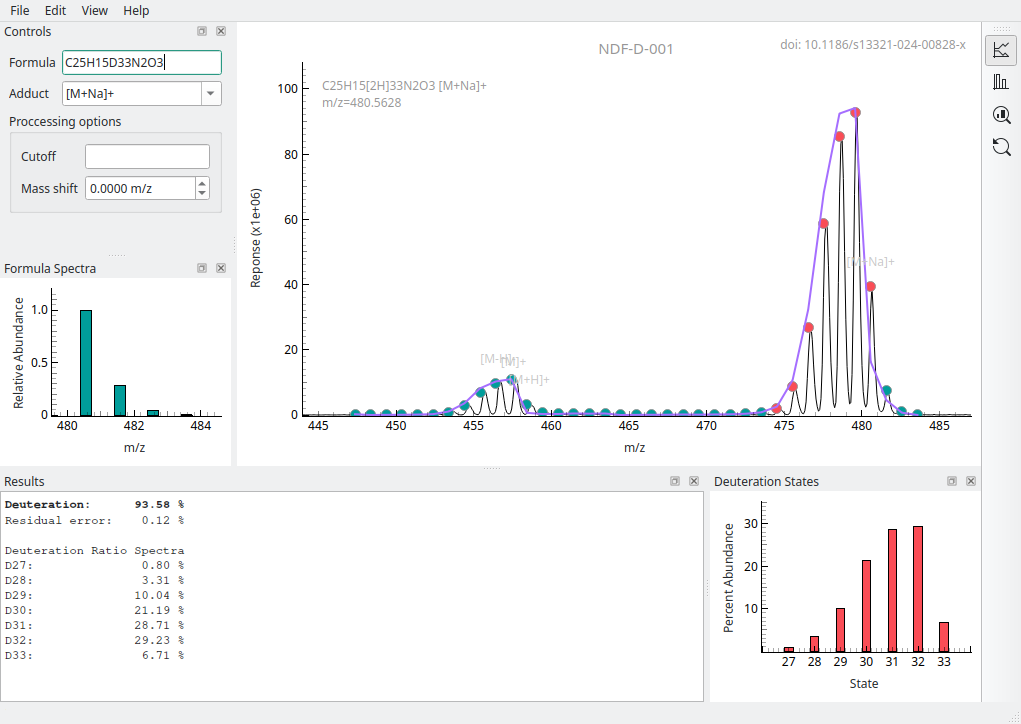 File Edit View Help
Controls
Formula C25H15D33N2O3
Adduct [M+Na]+
Proccessing options
Cutoff
Mass shift 0.0000 m/z
Formula Spectra
Relative Abundance
1.0
0.5
0
480 482 484
m/z
NDF-D-001
doi: 10.1186/s13321-024-00828-x
C25H15[2H]33N2O3 [M+Na]+
m/z=480.5628
Reponse (x1e+06)
100
80
60
40
20
0
[M+Na]+
[M-H]+
[M]+
[M+H]+
445 450 455 460 465 470 475 480 485
m/z
Results
Deuteration: 93.58 %
Residual error: 0.12 %
Deuteration Ratio Spectra
D27: 0.80 %
D28: 3.31 %
D29: 10.04 %
D30: 21.19 %
D31: 28.71 %
D32: 29.23 %
D33: 6.71 %
Deuteration States
Percent Abundance
30
20
10
27 28 29 30 31 32 33
State